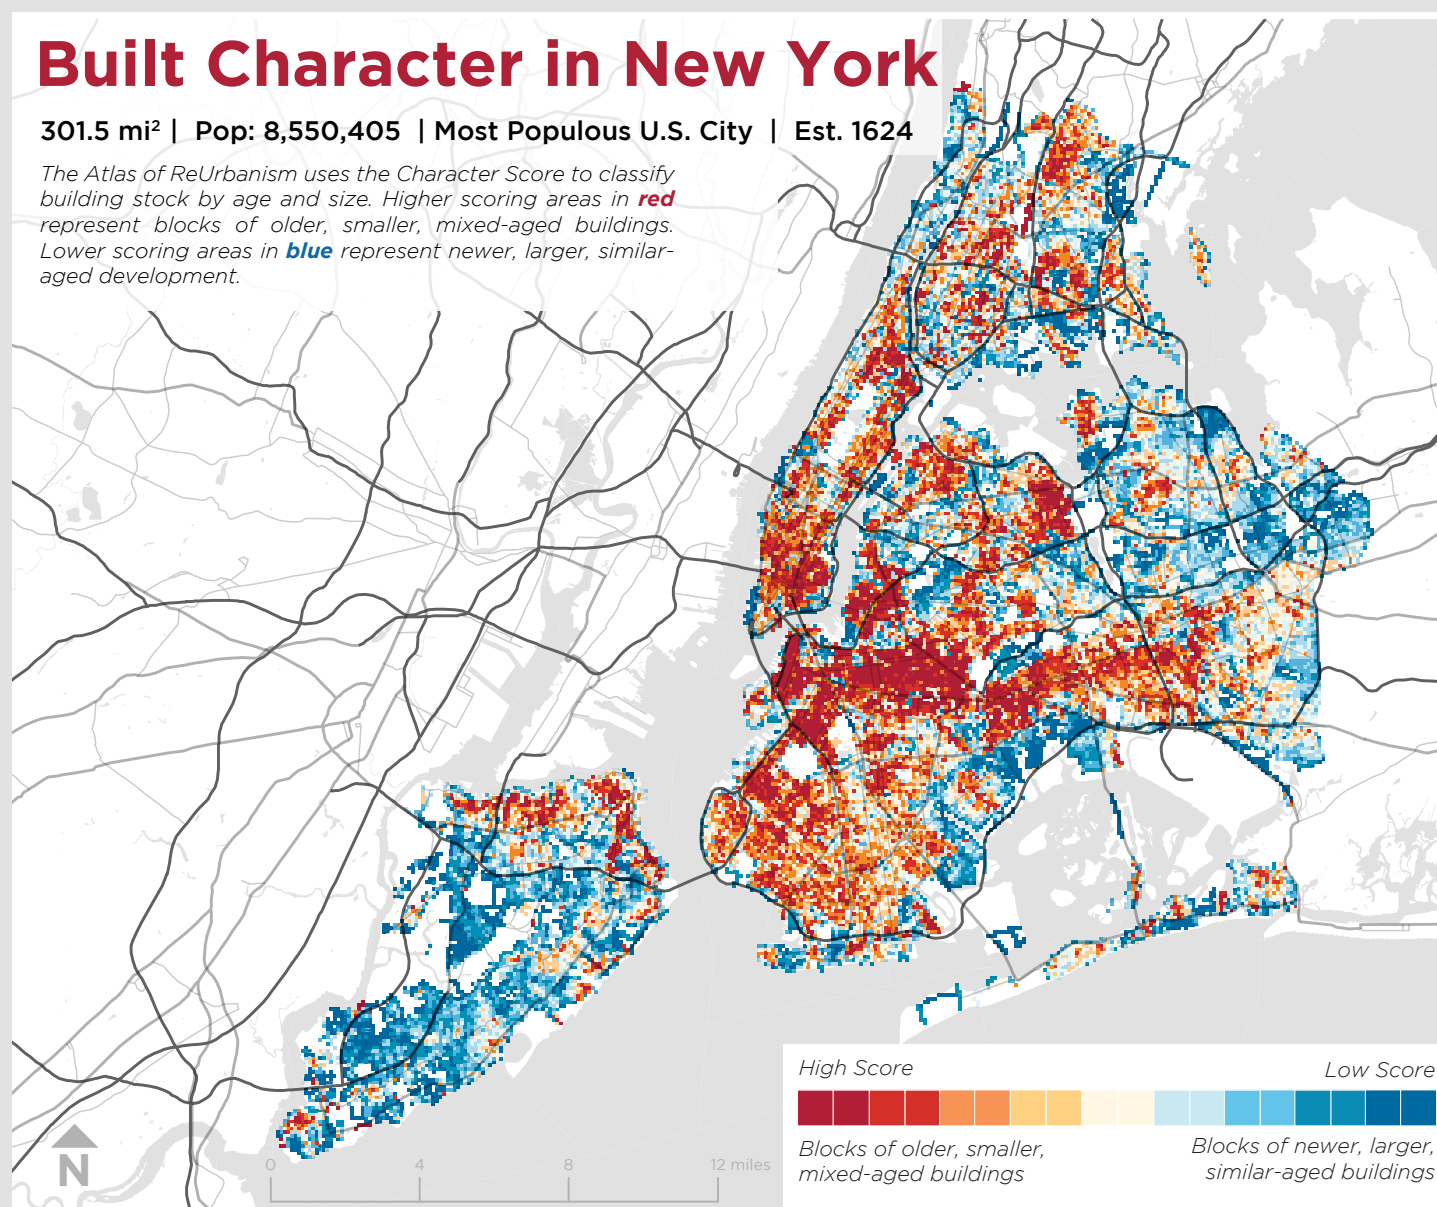 Built Character in New York
301.5 mi² | Pop: 8,550,405 | Most Populous U.S. City | Est. 1624
The Atlas of ReUrbanism uses the Character Score to classify
building stock by age and size. Higher scoring areas in red
represent blocks of older, smaller, mixed-aged buildings.
Lower scoring areas in blue represent newer, larger, similar-
aged development.
High Score
Low Score
Blocks of older, smaller,
mixed-aged buildings
Blocks of newer, larger,
similar-aged buildings
N
0 4 8 12 miles